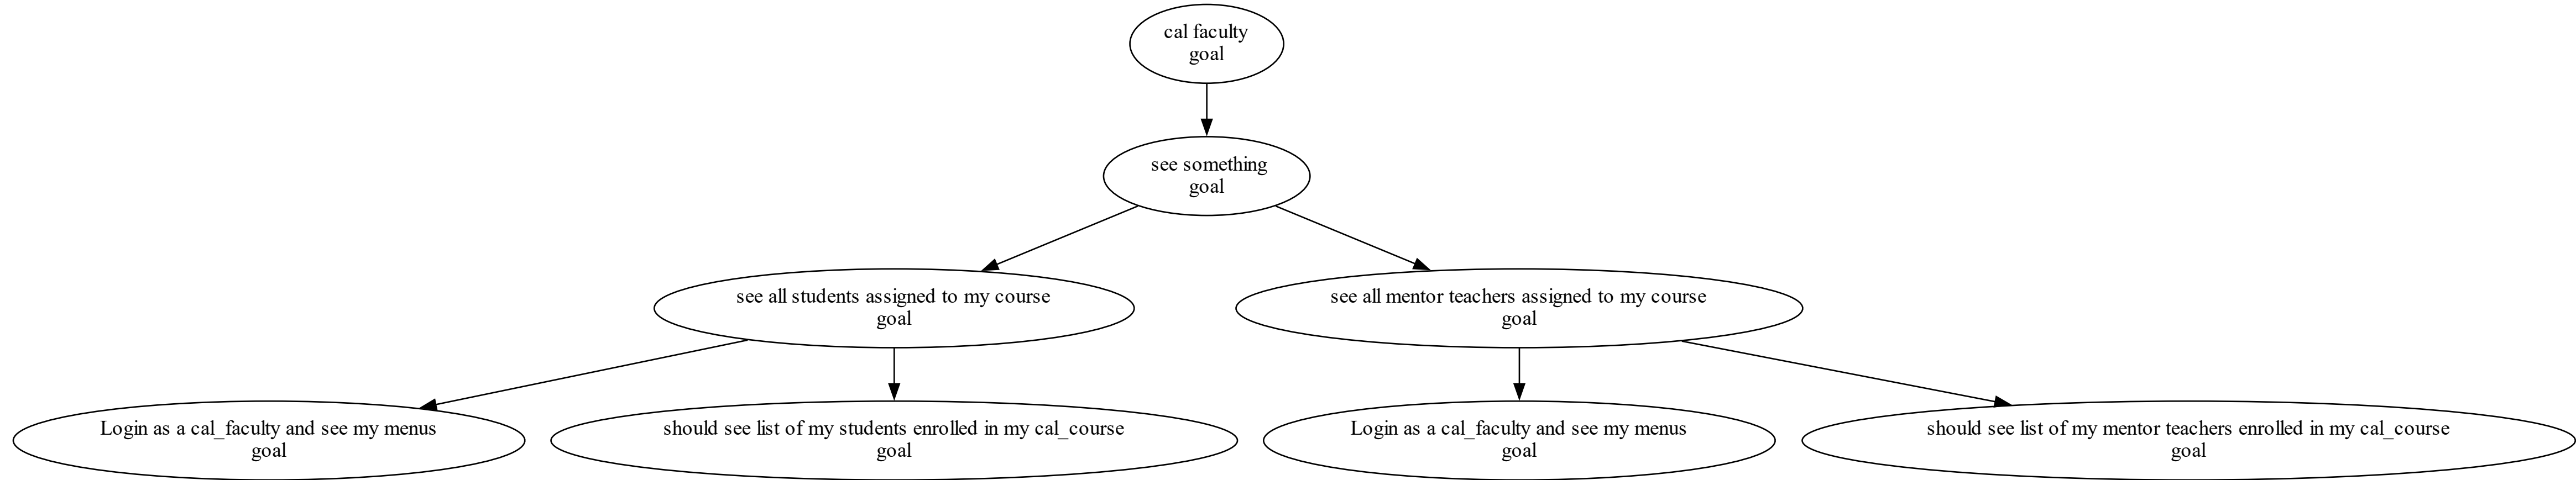 cal faculty
goal
see something
goal
see all students assigned to my course
goal
see all mentor teachers assigned to my course
goal
Login as a cal_faculty and see my menus
goal
should see list of my students enrolled in my cal_course
goal
Login as a cal_faculty and see my menus
goal
should see list of my mentor teachers enrolled in my cal_course
goal